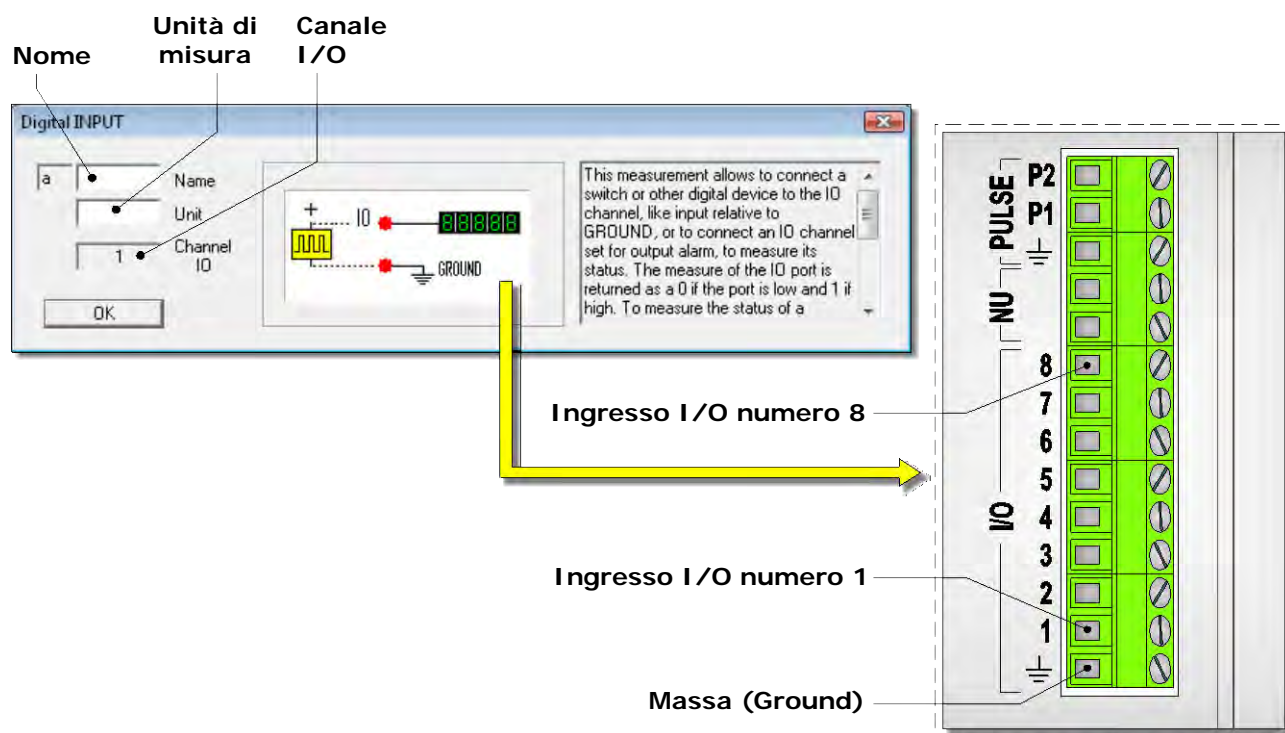 Unità di
misura
Canale
I/O
Nome
Digital INPUT
a
Name
Unit
1
Channel
IO
OK
+
IO
88888
GROUND
This measurement allows to connect a
switch or other digital device to the IO
channel, like input relative to
GROUND, or to connect an IO channel
set for output alarm, to measure its
status. The measure of the IO port is
returned as a 0 if the port is low and 1 if
high. To measure the status of a
PULSE
P2
P1
NU
I/O
8
7
6
5
4
3
2
1
Ingresso I/O numero 8
Ingresso I/O numero 1
Massa (Ground)